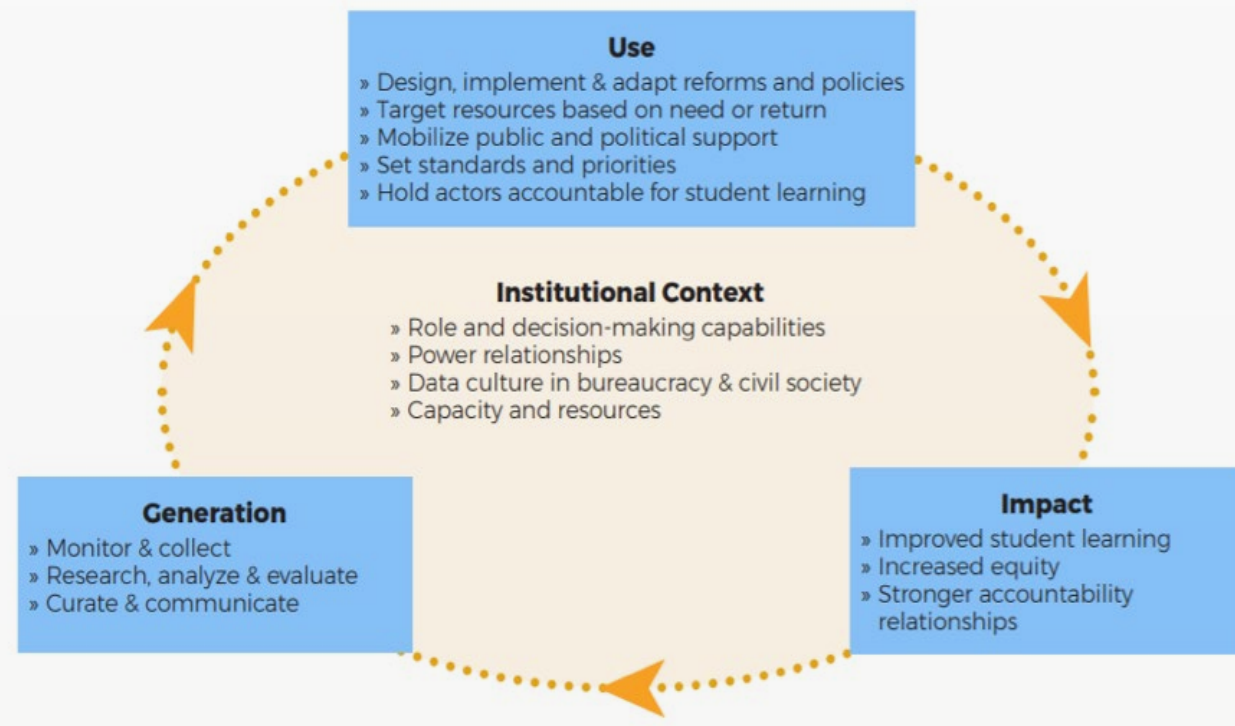 Use
» Design, implement & adapt reforms and policies
» Target resources based on need or return
» Mobilize public and political support
» Set standards and priorities
» Hold actors accountable for student learning
Institutional Context
» Role and decision-making capabilities
» Power relationships
» Data culture in bureaucracy & civil society
» Capacity and resources
Generation
» Monitor & collect
» Research, analyze & evaluate
» Curate & communicate
Impact
» Improved student learning
» Increased equity
» Stronger accountability
relationships